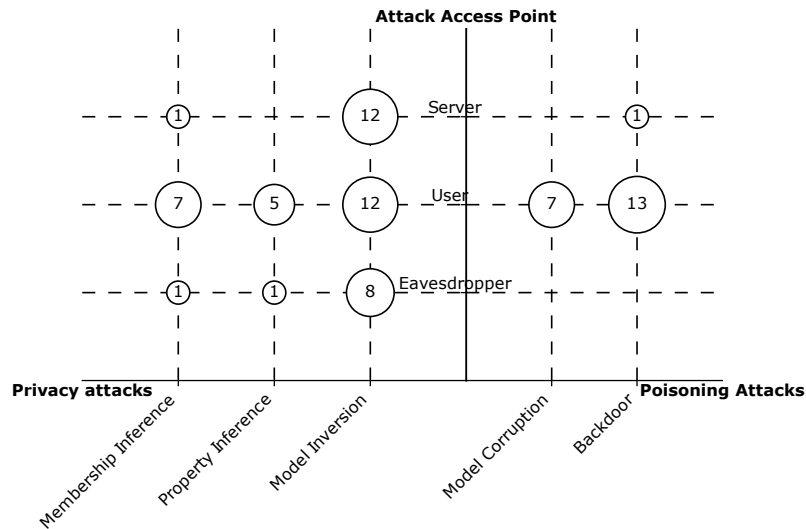 Attack Access Point
Server
1
12
1
User
7
5
12
7
13
Eavesdropper
1
1
8
Privacy attacks
Poisoning Attacks
Membership Inference
Property Inference
Model Inversion
Model Corruption
Backdoor